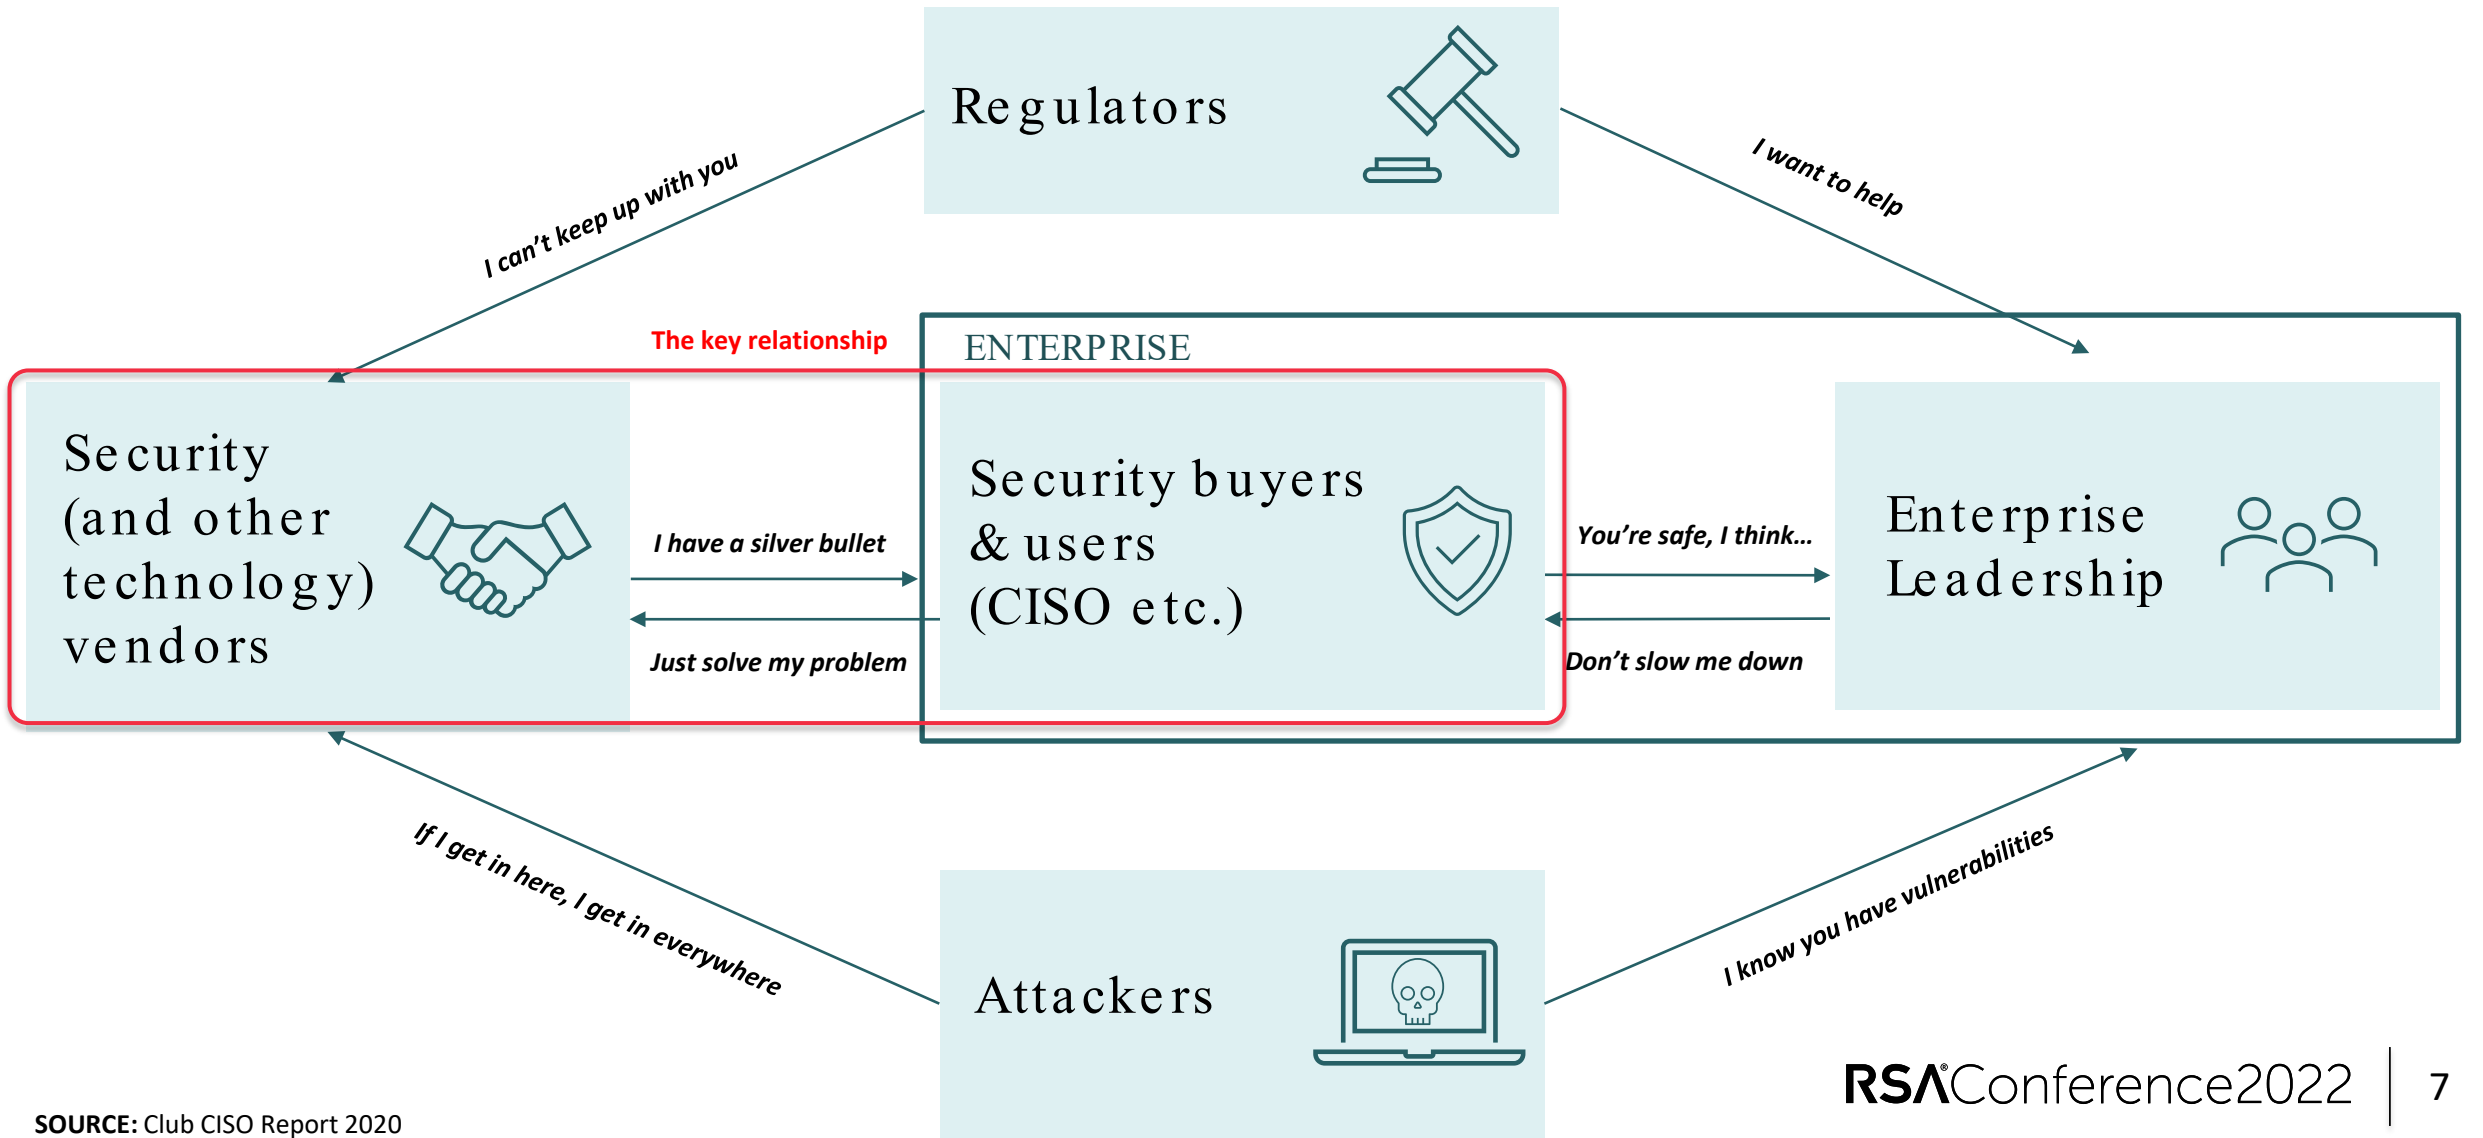 Regulators
I can’t keep up with you
I want to help
The key relationship
ENTERPRISE
Security
(and other
technology)
vendors
I have a silver bullet
Just solve my problem
Security buyers
& users
(CISO etc.)
You’re safe, I think...
Don’t slow me down
Enterprise
Leadership
If I get in here, I get in everywhere
I know you have vulnerabilities
Attackers
RSA®Conference2022
7
SOURCE: Club CISO Report 2020